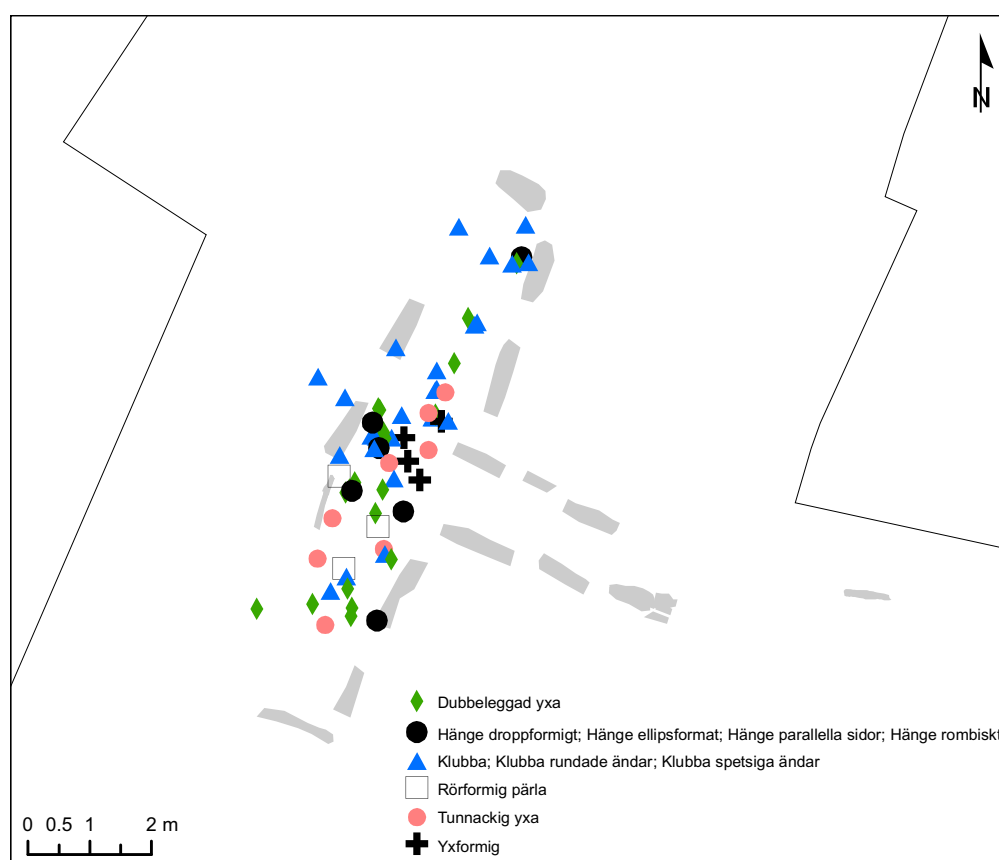 N
Dubbeleggad yxa
Hänge droppformigt; Hänge ellipsformat; Hänge parallella sidor; Hänge rombiskt
Klubba; Klubba rundade ändar; Klubba spetsiga ändar
Rörformig pärla
Tunnackig yxa
Yxformig
0 0.5 1 2 m